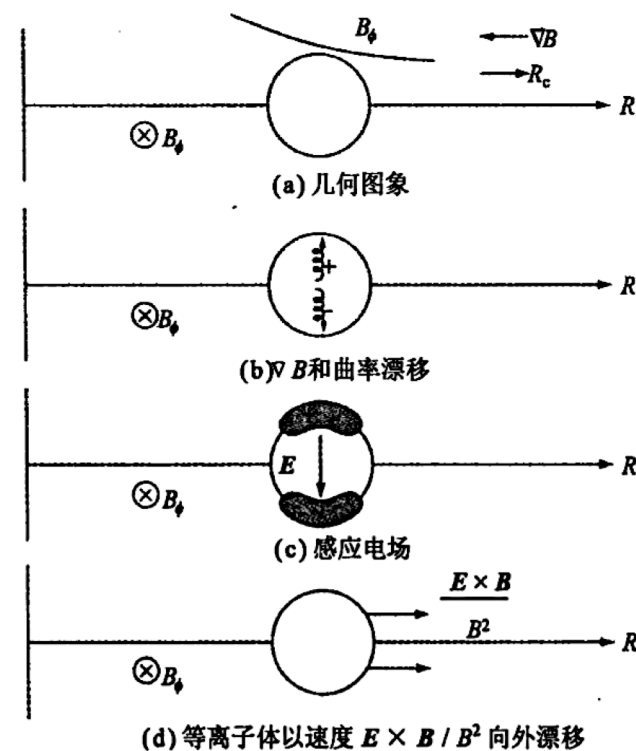 B_ϕ
∇B
R_c
R
⊗B_ϕ
(a) 几何图象
+
−
R
⊗B_ϕ
(b)∇ B和曲率漂移
E
R
⊗B_ϕ
(c) 感应电场
E × B
B²
R
⊗B_ϕ
(d) 等离子体以速度 E × B / B² 向外漂移